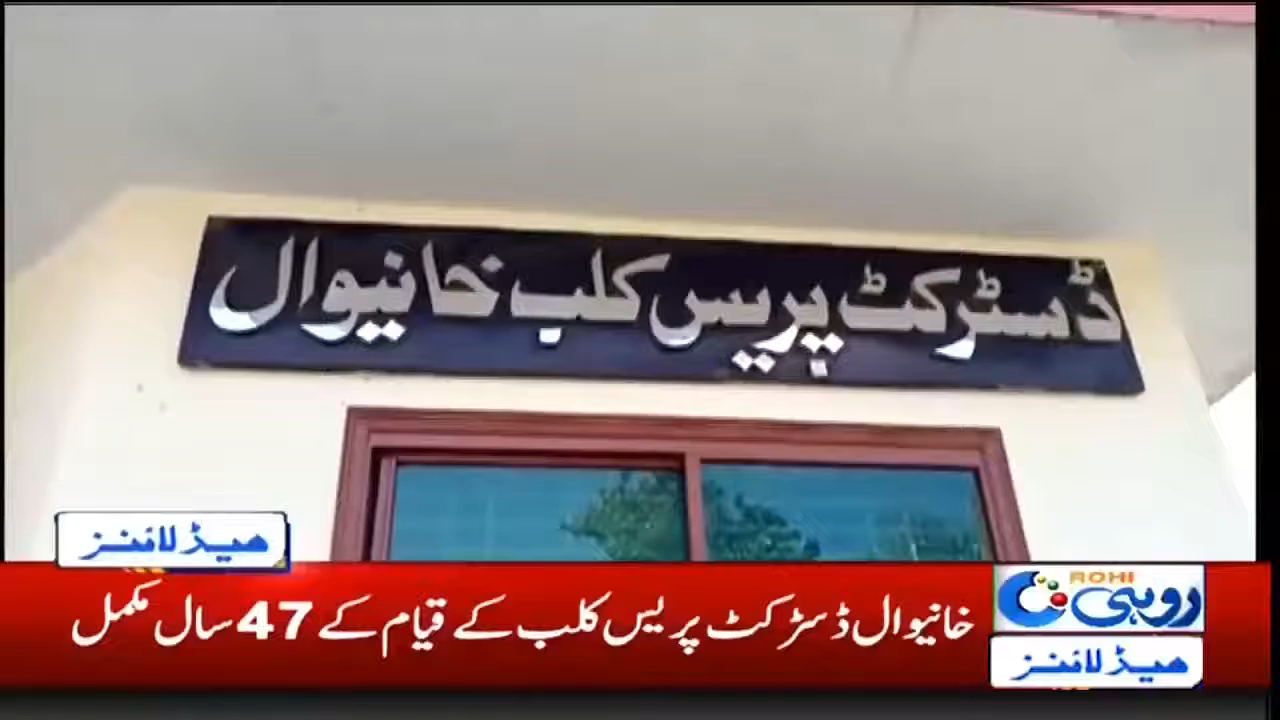 ڈسٹرکٹ پریس کلب خانیوال
ہیڈلائنز
ROHI
روہی
خانیوال ڈسٹرکٹ پریس کلب کے قیام کے 47 سال مکمل
ہیڈلائنز